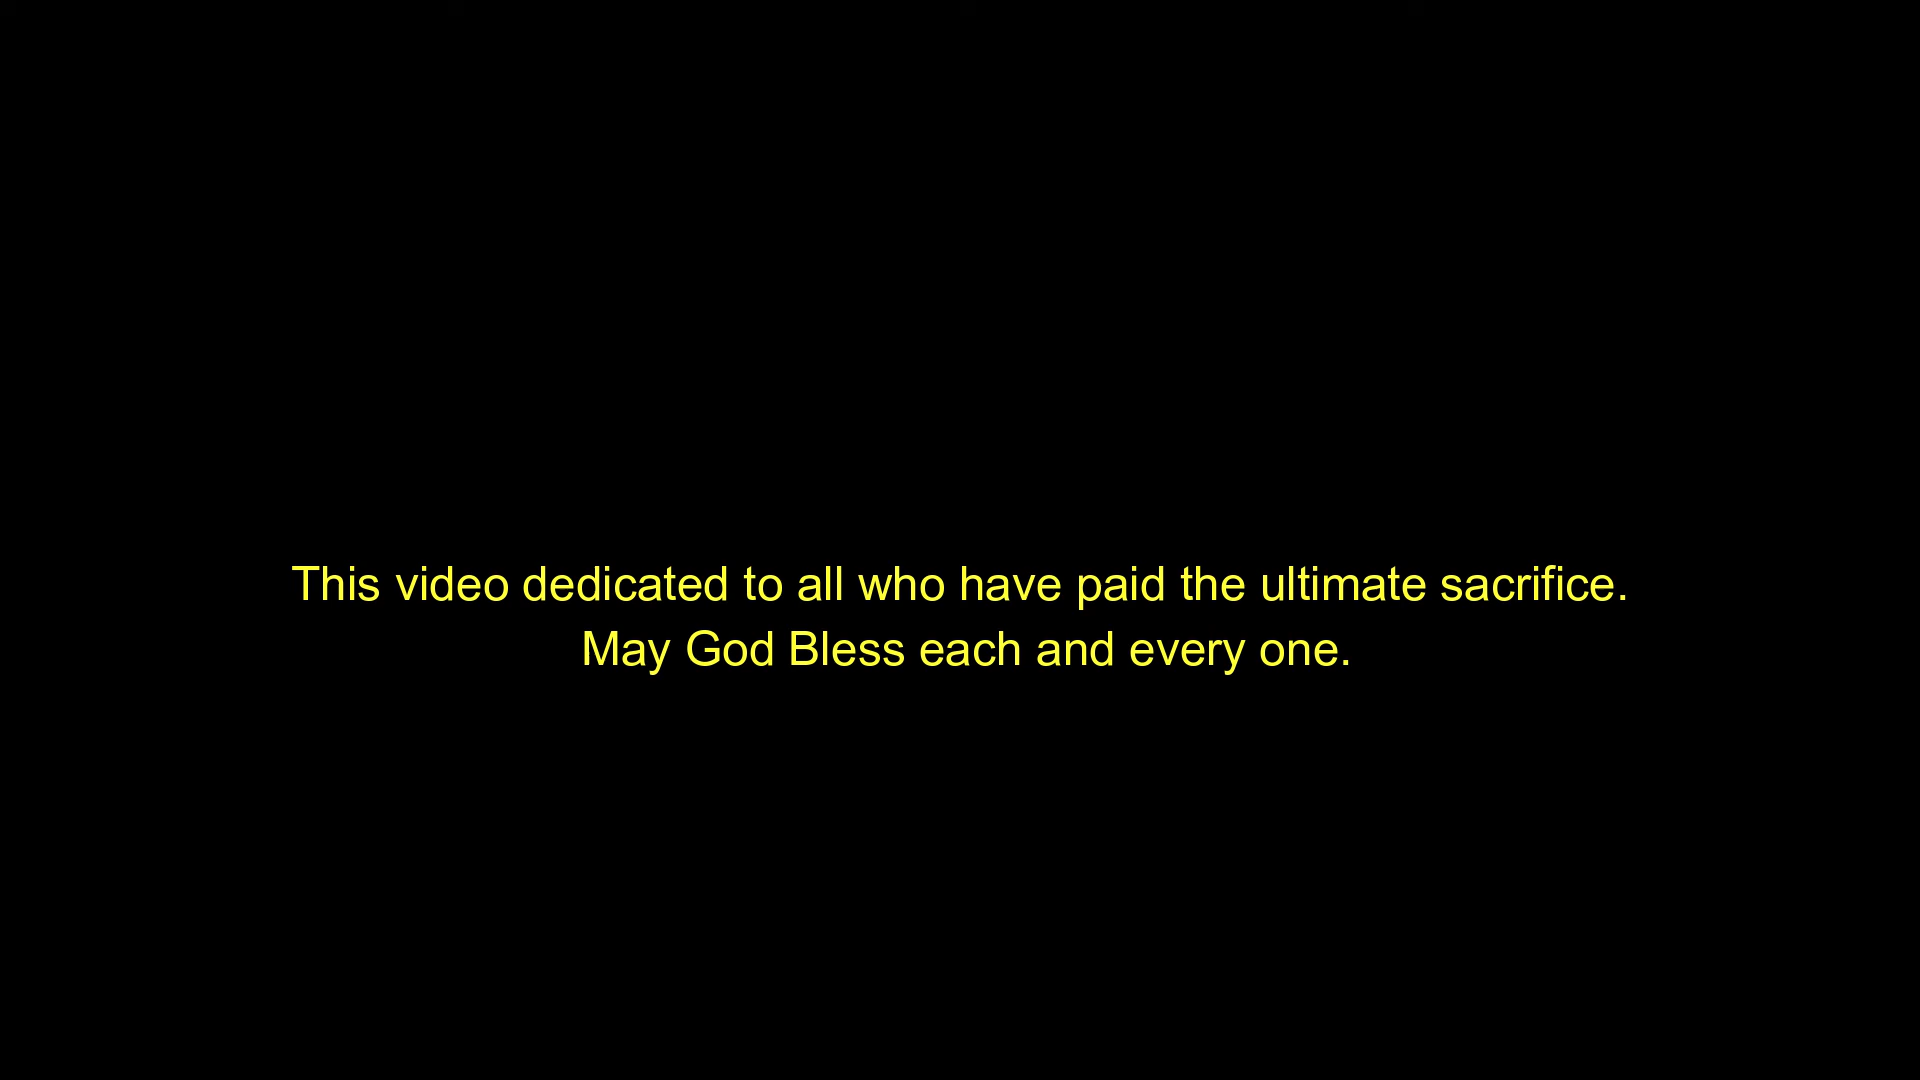 This video dedicated to all who have paid the ultimate sacrifice.
May God Bless each and every one.